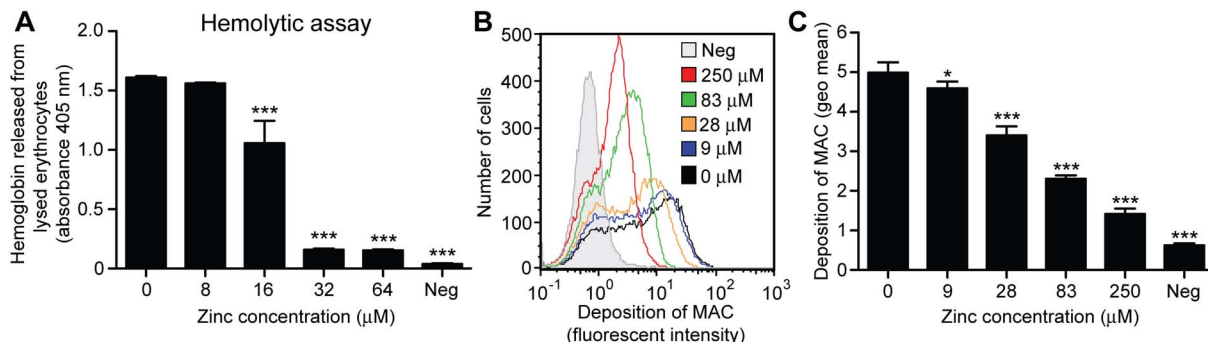 A
Hemolytic assay
Hemoglobin released from
lysed erythrocytes
(absorbance 405 nm)
2.0
1.5
1.0
0.5
0
***
***
***
***
0 8 16 32 64 Neg
Zinc concentration (μM)
B
Number of cells
500
400
300
200
100
0
Neg
250 μM
83 μM
28 μM
9 μM
0 μM
10-1 100 101 102 103
Deposition of MAC
(fluorescent intensity)
C
Deposition of MAC (geo mean)
6
5
4
3
2
1
0
*
***
***
***
***
0 9 28 83 250 Neg
Zinc concentration (μM)